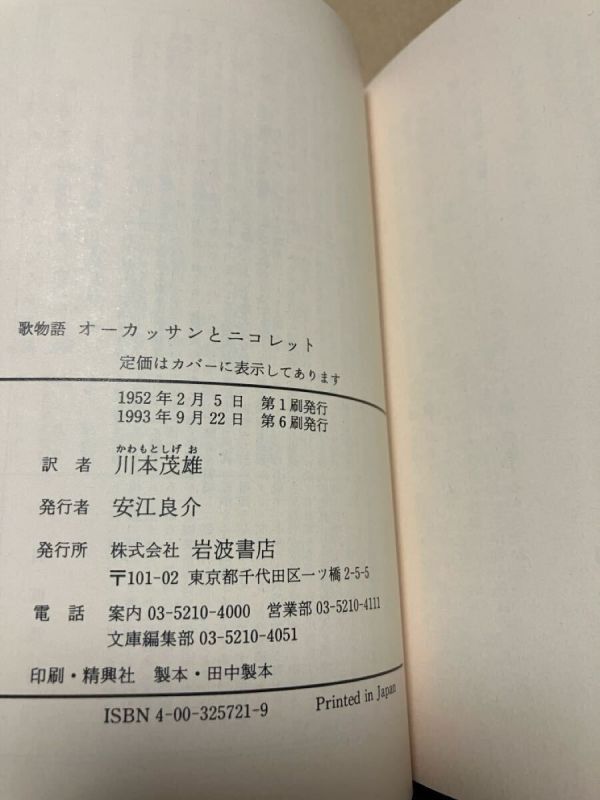 歌物語 オーカッサンとニコレット
定価はカバーに表示してあります
1952年2月5日 第1刷発行
1993年9月22日 第6刷発行
かわもとしげお
訳者 川本茂雄
発行者 安江良介
発行所 株式会社 岩波書店
〒101-02 東京都千代田区一ツ橋2-5-5
電話 案内03-5210-4000 営業部03-5210-4111
文庫編集部03-5210-4051
印刷・精興社 製本・田中製本
ISBN4-00-325721-9 Printed in Japan